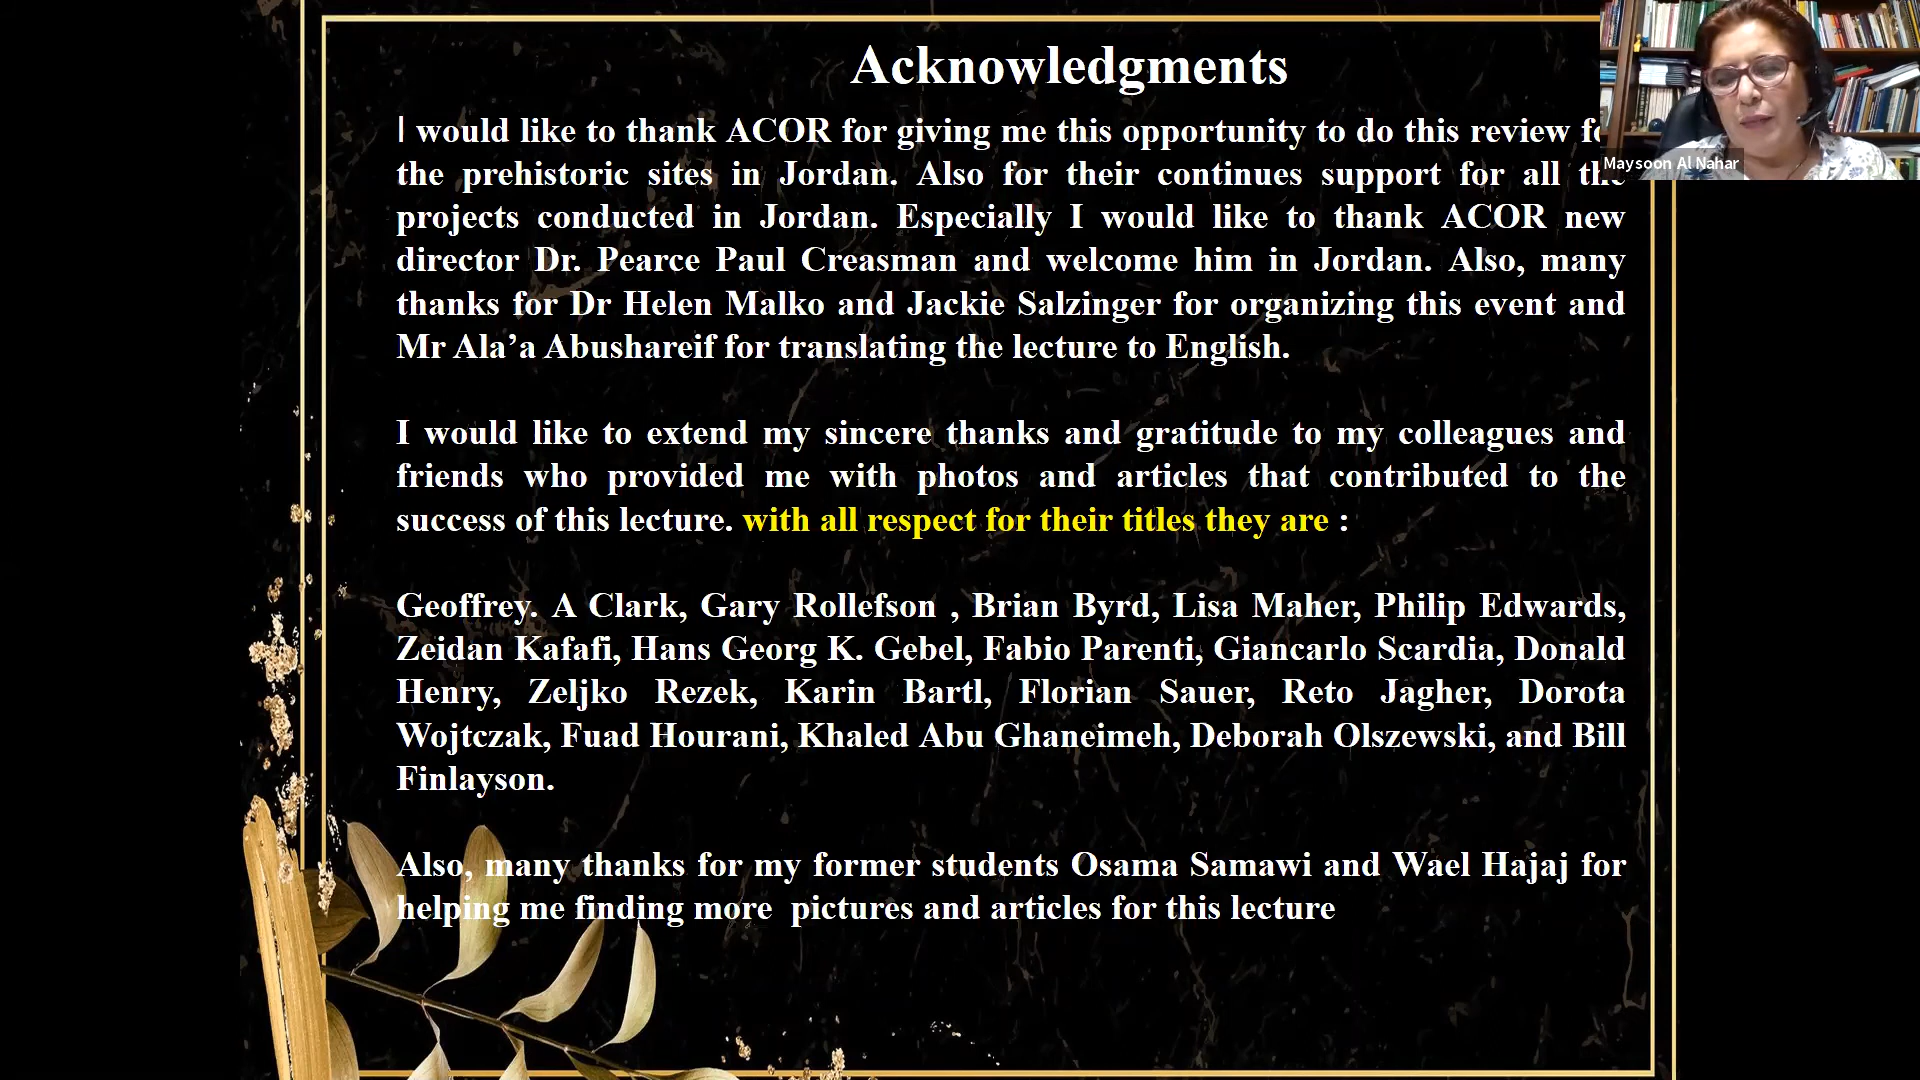 Acknowledgments
I would like to thank ACOR for giving me this opportunity to do this review
the prehistoric sites in Jordan. Also for their continues support for all the
projects conducted in Jordan. Especially I would like to thank ACOR new
director Dr. Pearce Paul Creasman and welcome him in Jordan. Also, many
thanks for Dr Helen Malko and Jackie Salzinger for organizing this event and
Mr Ala’a Abushareif for translating the lecture to English.
I would like to extend my sincere thanks and gratitude to my colleagues and
friends who provided me with photos and articles that contributed to the
success of this lecture. with all respect for their titles they are :
Geoffrey. A Clark, Gary Rollefson , Brian Byrd, Lisa Maher, Philip Edwards,
Zeidan Kafafi, Hans Georg K. Gebel, Fabio Parenti, Giancarlo Scardia, Donald
Henry, Zeljko Rezek, Karin Bartl, Florian Sauer, Reto Jagher, Dorota
Wojtczak, Fuad Hourani, Khaled Abu Ghaneimeh, Deborah Olszewski, and Bill
Finlayson.
Also, many thanks for my former students Osama Samawi and Wael Hajaj for
helping me finding more  pictures and articles for this lecture
Maysoon Al Nahar